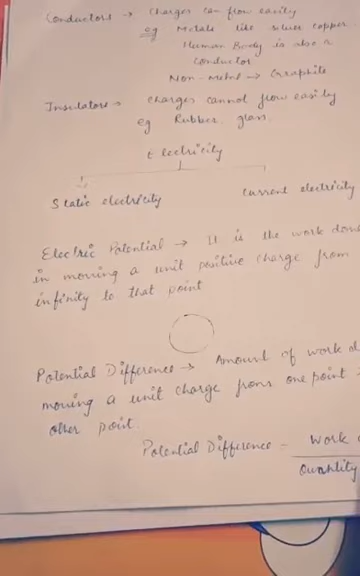 Conductors → Charges can flow easily
eg Metals like silver copper
Human Body is also a
conductor
Non-metal → Graphite
Insulators → charges cannot flow easily
eg Rubber, glass.
Electricity
Static electricity current electricity
Electric Potential → It is the work done
in moving a unit positive charge from
infinity to that point
Potential Difference → Amount of work d
moving a unit charge from one point
other point.
Potential Difference = Work
Quantity